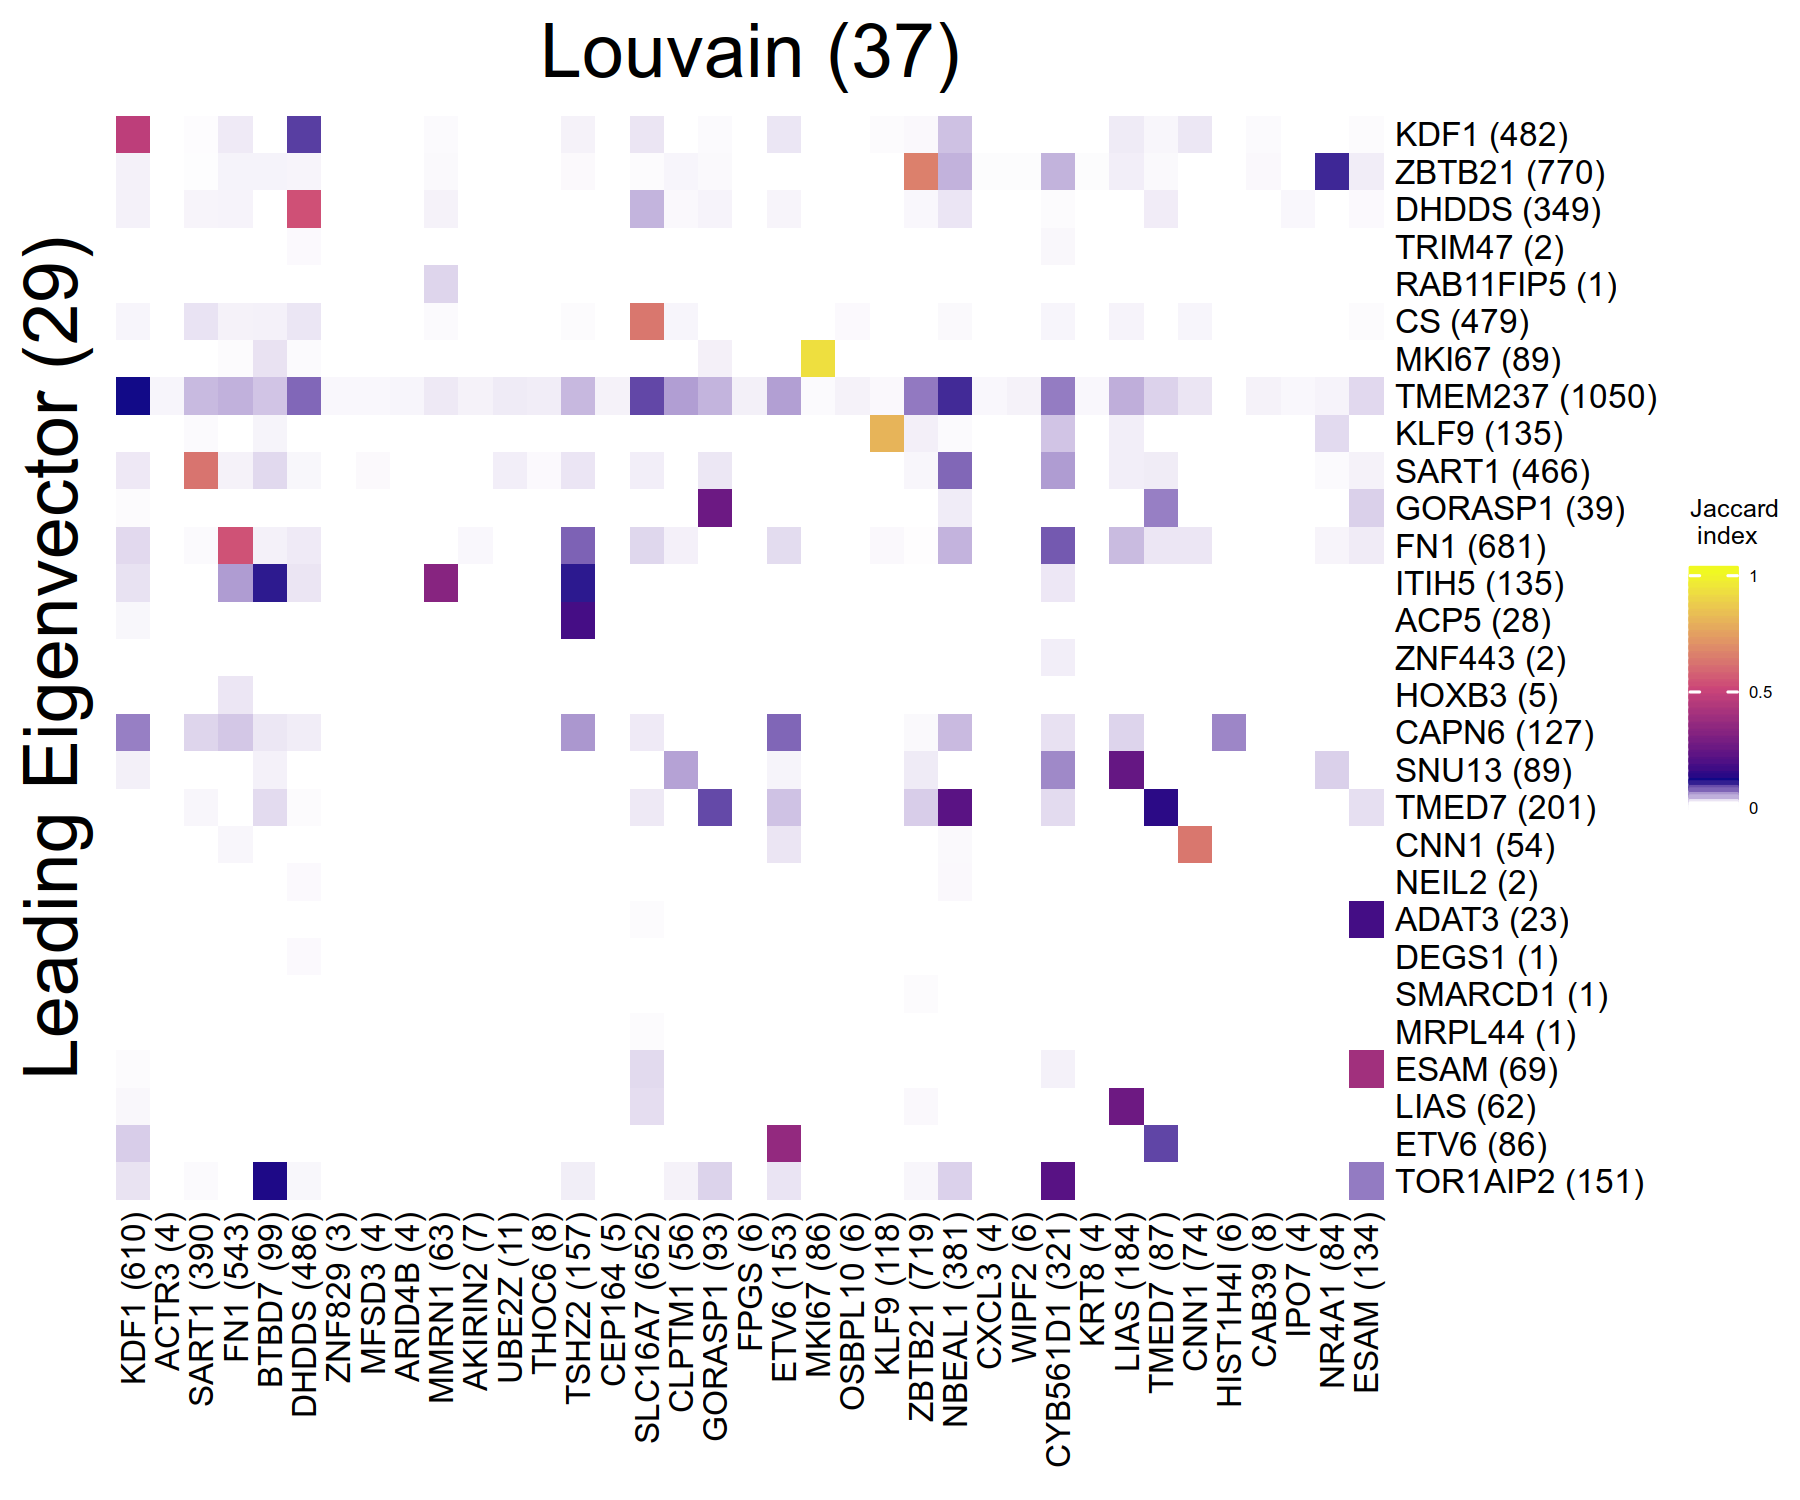 Louvain (37)
Leading Eigenvector (29)
KDF1 (482)
ZBTB21 (770)
DHDDS (349)
TRIM47 (2)
RAB11FIP5 (1)
CS (479)
MKI67 (89)
TMEM237 (1050)
KLF9 (135)
SART1 (466)
GORASP1 (39)
FN1 (681)
ITIH5 (135)
ACP5 (28)
ZNF443 (2)
HOXB3 (5)
CAPN6 (127)
SNU13 (89)
TMED7 (201)
CNN1 (54)
NEIL2 (2)
ADAT3 (23)
DEGS1 (1)
SMARCD1 (1)
MRPL44 (1)
ESAM (69)
LIAS (62)
ETV6 (86)
TOR1AIP2 (151)
Jaccard
index
1
0.5
0
KDF1 (610)
ACTR3 (4)
SART1 (390)
FN1 (543)
BTBD7 (99)
DHDDS (486)
ZNF829 (3)
MFSD3 (4)
ARID4B (4)
MMRN1 (63)
AKIRIN2 (7)
UBE2Z (11)
THOC6 (8)
TSHZ2 (157)
CEP164 (5)
SLC16A7 (652)
CLPTM1 (56)
GORASP1 (93)
FPGS (6)
ETV6 (153)
MKI67 (86)
OSBPL10 (6)
KLF9 (118)
ZBTB21 (719)
NBEAL1 (381)
CXCL3 (4)
WIPF2 (6)
CYB561D1 (321)
KRT8 (4)
LIAS (184)
TMED7 (87)
CNN1 (74)
HIST1H4I (6)
CAB39 (8)
IPO7 (4)
NR4A1 (84)
ESAM (134)